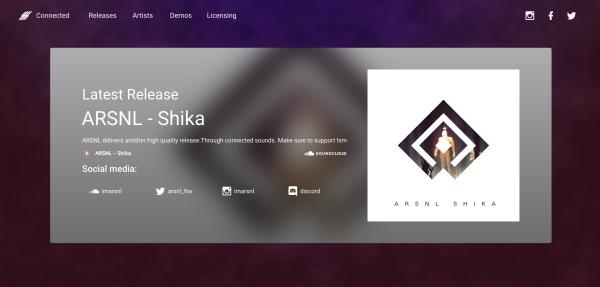 Connected Releases Artists Demos Licensing
Latest Release
ARSNL - Shika
ARSNL delivers another high quality release.Through connected sounds. Make sure to support him
ARSNL - Shika SOUNDCLOUD
Social media:
imarsnl arsnl_ftw imarsnl discord
ARSNL SHIKA